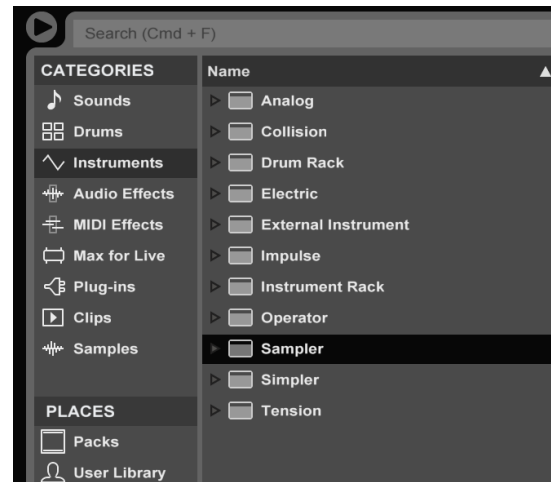 Search (Cmd + F)
CATEGORIES
Sounds
Drums
Instruments
Audio Effects
MIDI Effects
Max for Live
Plug-ins
Clips
Samples
PLACES
Packs
User Library
Name
Analog
Collision
Drum Rack
Electric
External Instrument
Impulse
Instrument Rack
Operator
Sampler
Simpler
Tension